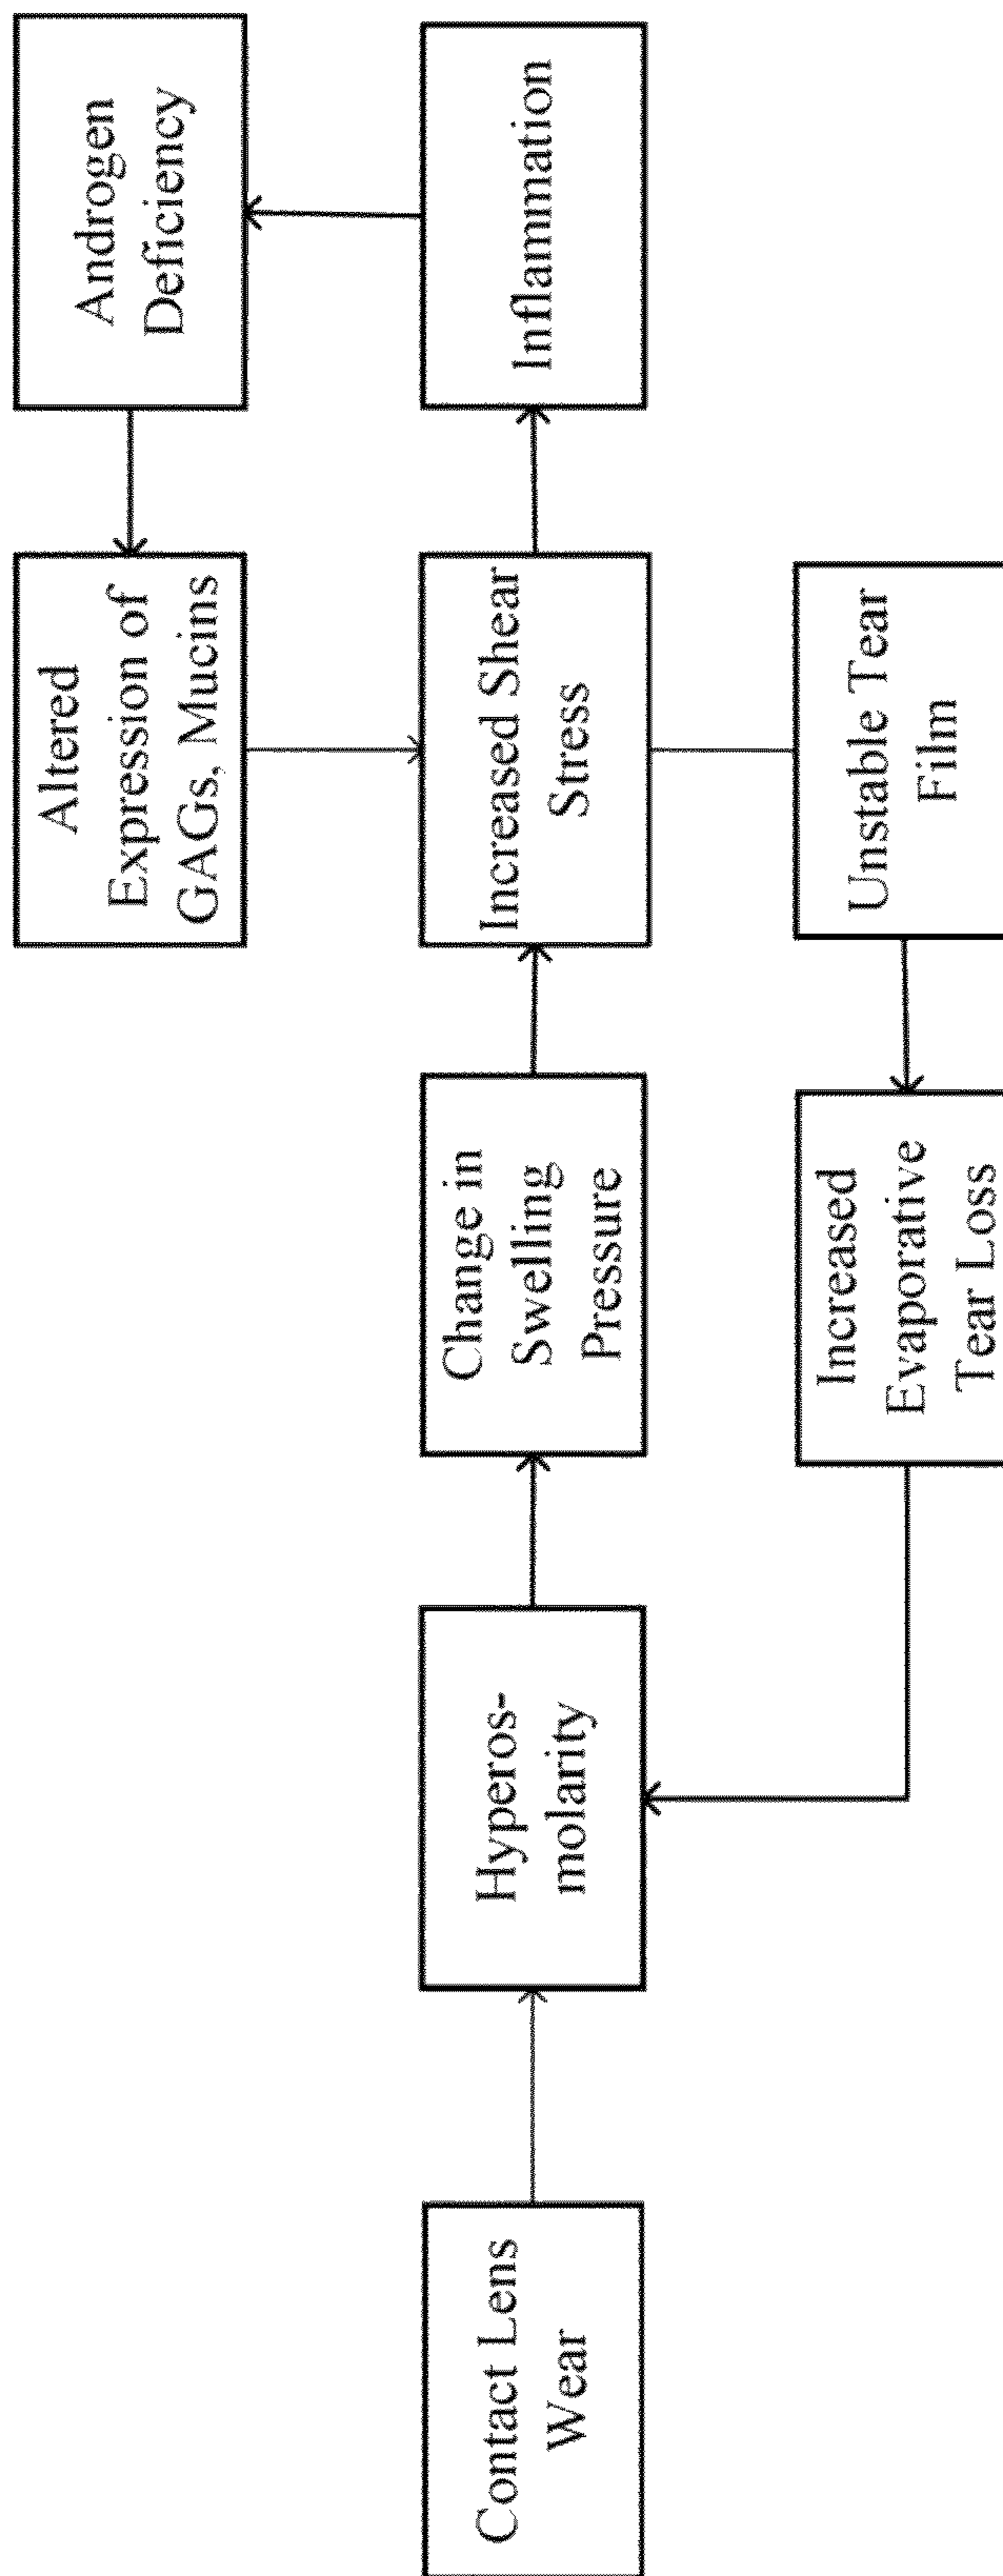 Contact Lens
Wear
Hyperos-
molarity
Change in
Swelling
Pressure
Increased Shear
Stress
Inflammation
Androgen
Deficiency
Altered
Expression of
GAGs, Mucins
Unstable Tear
Film
Increased
Evaporative
Tear Loss